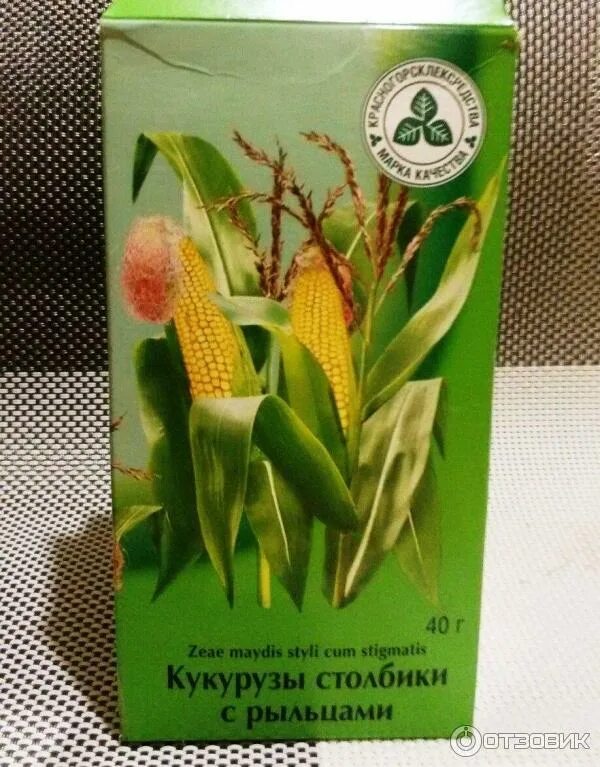 КРАСНОГОРСКЛЕКСРЕДСТВА
МАРКА КАЧЕСТВА
40 г
Zeae maydis styli cum stigmatis
Кукурузы столбики
с рыльцами
ОТЗОВИК